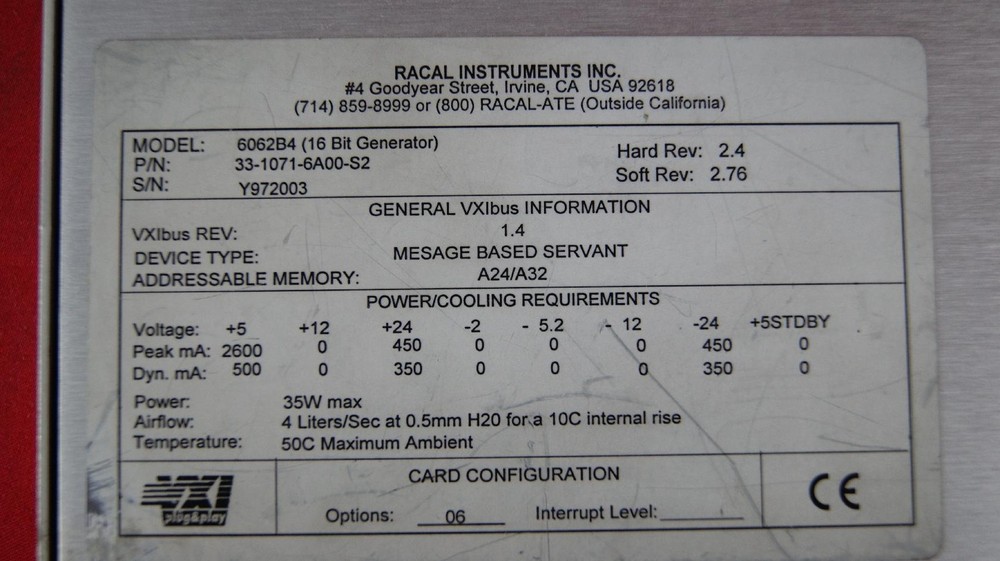 RACAL INSTRUMENTS INC.
#4 Goodyear Street, Irvine, CA USA 92618
(714) 859-8999 or (800) RACAL-ATE (Outside California)
MODEL: 6062B4 (16 Bit Generator) Hard Rev: 2.4
P/N: 33-1071-6A00-S2 Soft Rev: 2.76
S/N: Y972003
GENERAL VXIbus INFORMATION
VXIbus REV: 1.4
DEVICE TYPE: MESAGE BASED SERVANT
ADDRESSABLE MEMORY: A24/A32
POWER/COOLING REQUIREMENTS
Voltage: +5 +12 +24 -2 - 5.2 - 12 -24 +5STDBY
Peak mA: 2600 0 450 0 0 0 450 0
Dyn. mA: 500 0 350 0 0 0 350 0
Power: 35W max
Airflow: 4 Liters/Sec at 0.5mm H20 for a 10C internal rise
Temperature: 50C Maximum Ambient
VXI plug&play
CARD CONFIGURATION
Options: 06 Interrupt Level:
CE